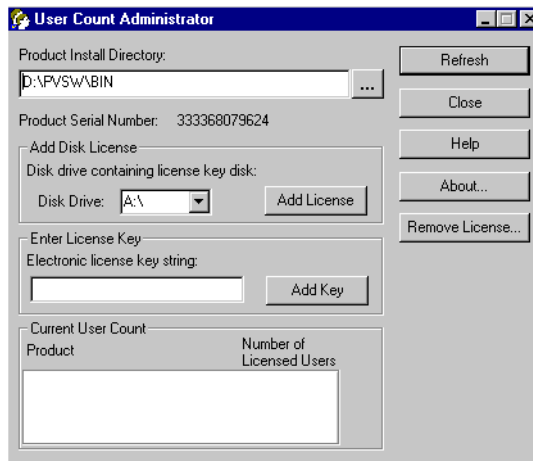 User Count Administrator
Product Install Directory:
D:\PVSW\BIN
...
Product Serial Number: 333368079624
Add Disk License
Disk drive containing license key disk:
Disk Drive: A:\
Add License
Enter License Key
Electronic license key string:
Add Key
Current User Count
Product
Number of
Licensed Users
Refresh
Close
Help
About...
Remove License...